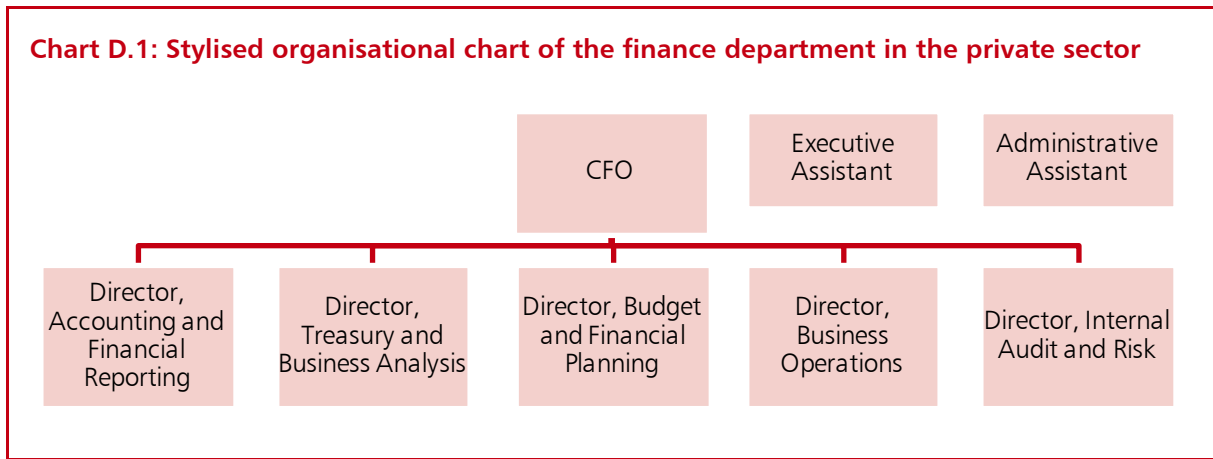 Chart D.1: Stylised organisational chart of the finance department in the private sector
CFO
Executive
Assistant
Administrative
Assistant
Director,
Accounting and
Financial
Reporting
Director,
Treasury and
Business Analysis
Director, Budget
and Financial
Planning
Director,
Business
Operations
Director, Internal
Audit and Risk